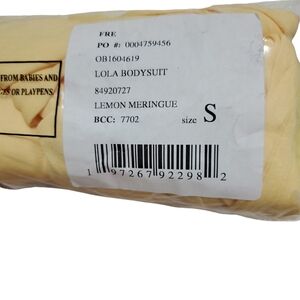 FRE
PO #: 0004759456
OB1604619
LOLA BODYSUIT
84920727
LEMON MERINGUE
BCC: 7702
size S
FROM BABIES AND
OR PLAYPENS
1 97267 92298 2